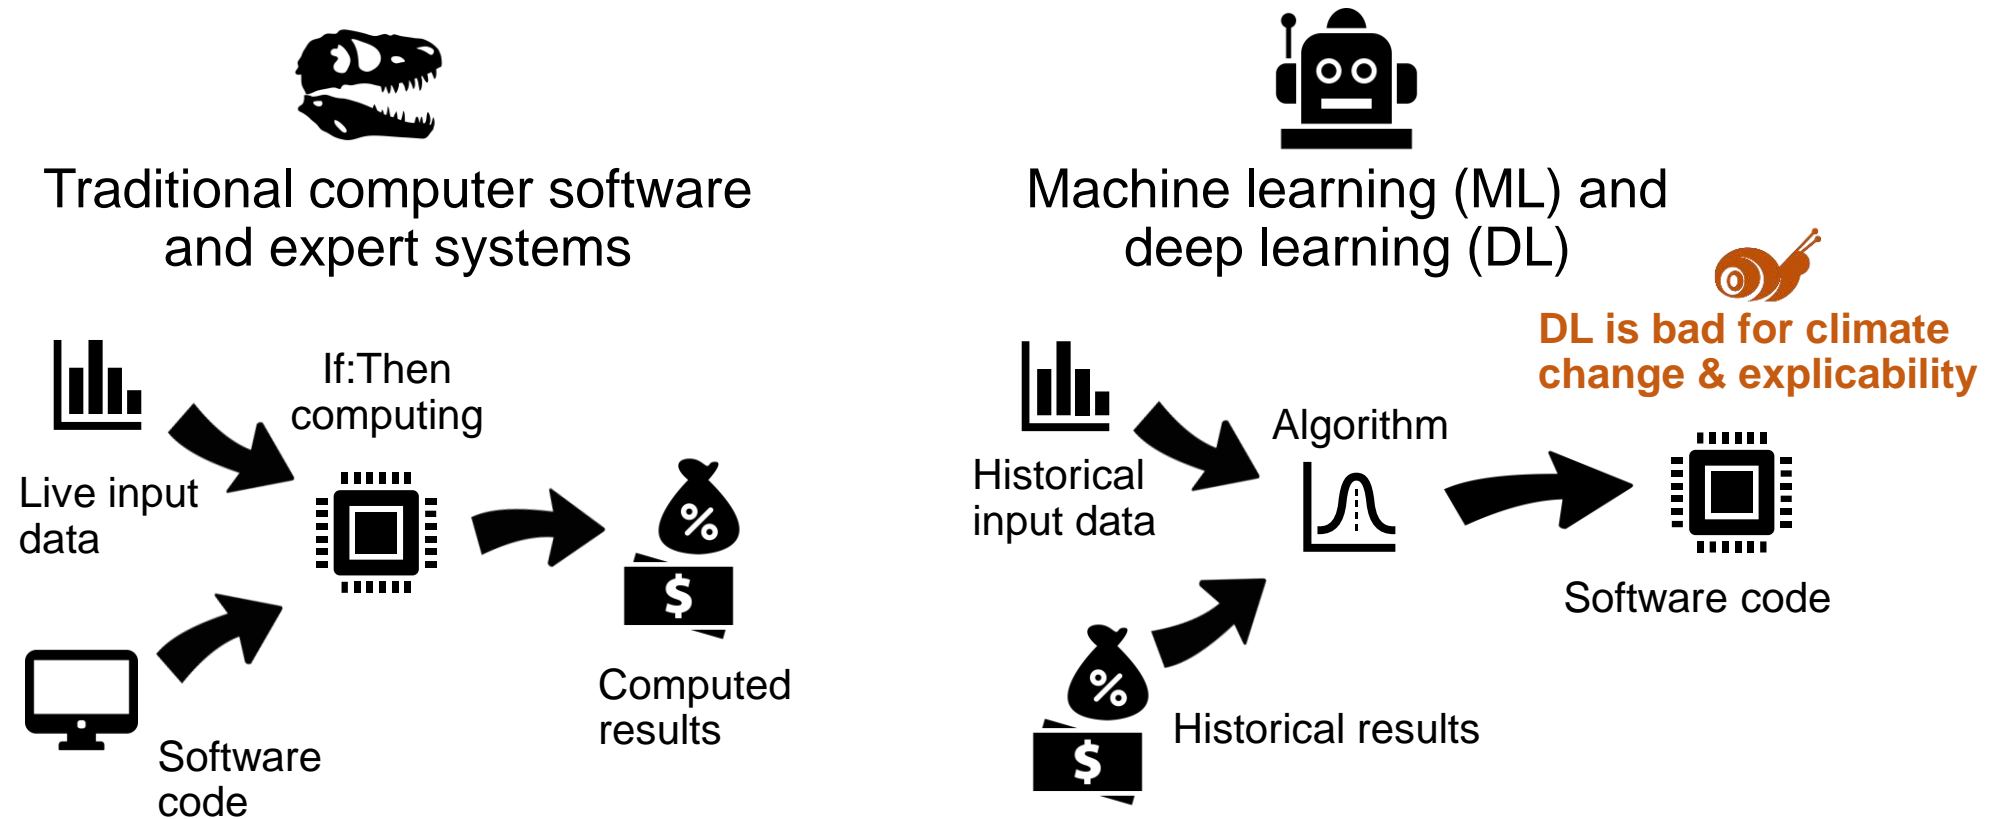 Traditional computer software
and expert systems
If:Then
computing
Live input
data
Software
code
Computed
results
Machine learning (ML) and
deep learning (DL)
DL is bad for climate
change & explicability
Algorithm
Historical
input data
Software code
Historical results
%
$
%
$